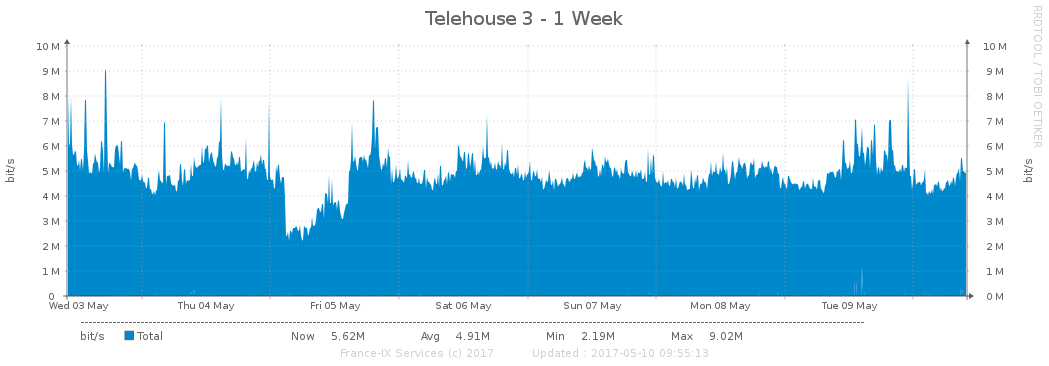 Telehouse 3 - 1 Week
RRDTOOL / TOBI OETIKER
bit/s
10 M 10 M
9 M 9 M
8 M 8 M
7 M 7 M
6 M 6 M
5 M 5 M
4 M 4 M
3 M 3 M
2 M 2 M
1 M 1 M
0 0 M
bit/s
Wed 03 May Thu 04 May Fri 05 May Sat 06 May Sun 07 May Mon 08 May Tue 09 May
bit/s Total Now 5.62M Avg 4.91M Min 2.19M Max 9.02M
France-IX Services (c) 2017 Updated : 2017-05-10 09:55:13